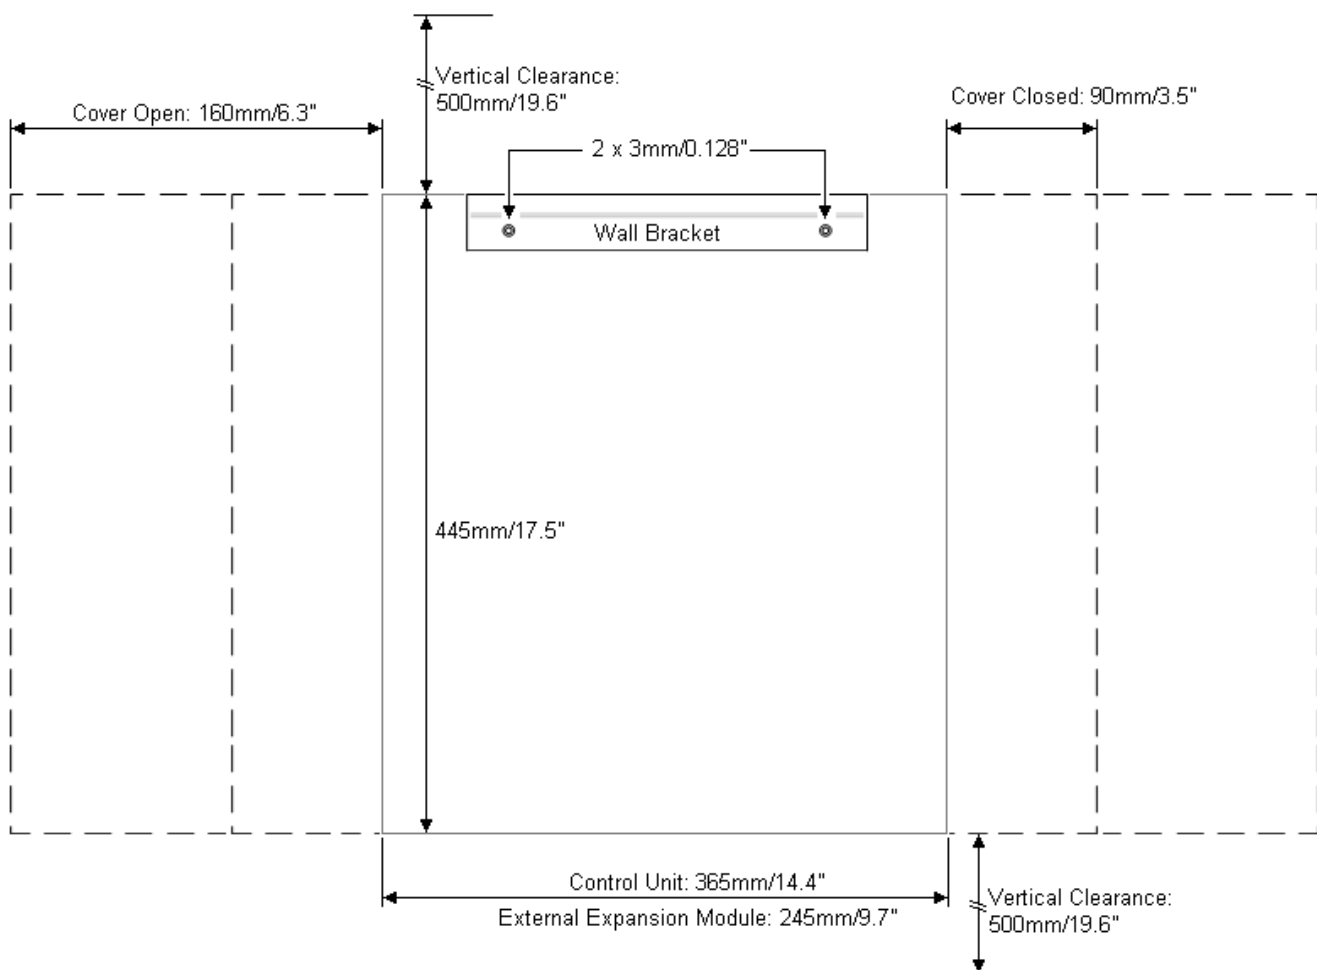 Vertical Clearance:
500mm/19.6"
Cover Open: 160mm/6.3"
Cover Closed: 90mm/3.5"
2 x 3mm/0.128"
Wall Bracket
445mm/17.5"
Control Unit: 365mm/14.4"
External Expansion Module: 245mm/9.7"
Vertical Clearance:
500mm/19.6"